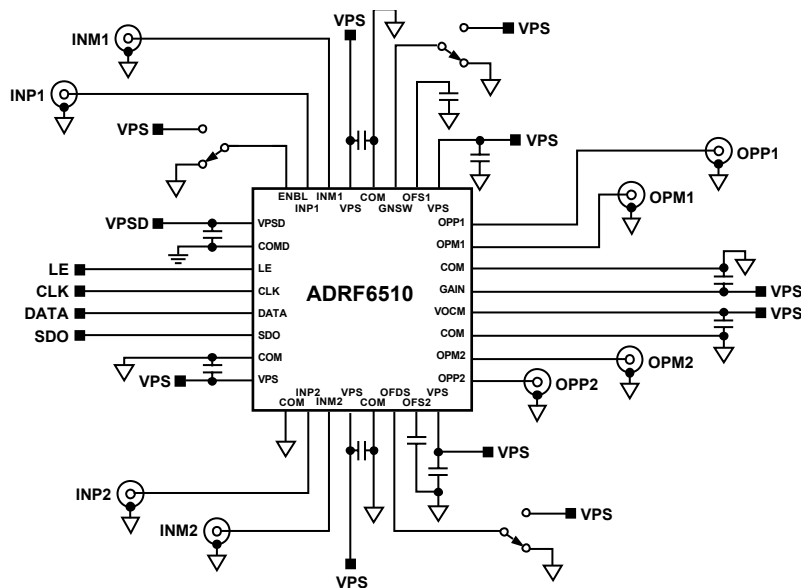 INM1
VPS
VPS
INP1
VPS
VPS
OPP1
OPM1
ENBL
INP1
INM1
VPS
COM
GNSW
OFS1
VPS
VPSD
VPSD
COMD
LE
LE
CLK
CLK
DATA
DATA
SDO
SDO
COM
VPS
VPS
ADRF6510
OPP1
OPM1
COM
GAIN
VPS
VOCM
VPS
COM
OPM2
OPM2
OPP2
OPP2
COM
INP2
INM2
VPS
COM
OFDS
OFS2
VPS
VPS
INP2
INM2
VPS
VPS